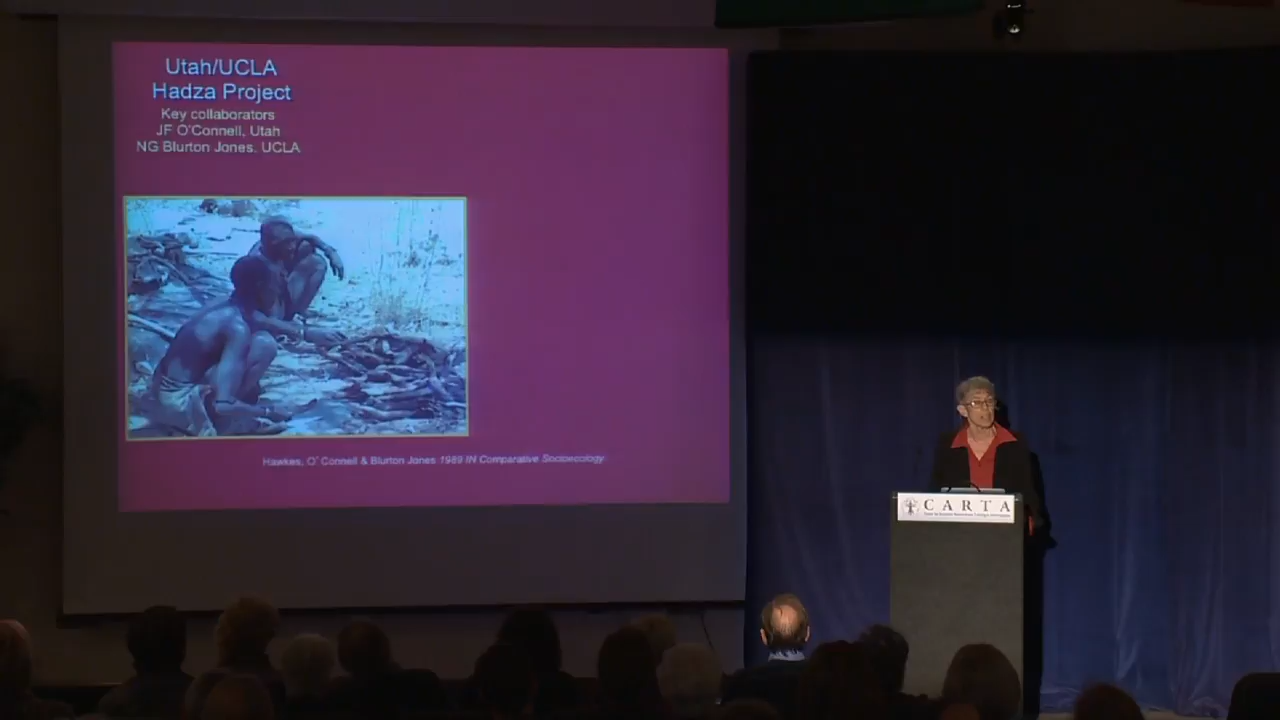 Utah/UCLA
Hadza Project
Key collaborators
JF O'Connell, Utah
NG Blurton Jones, UCLA
Hawkes, O' Connell & Blurton Jones 1989 IN Comparative Socioecology
CARTA